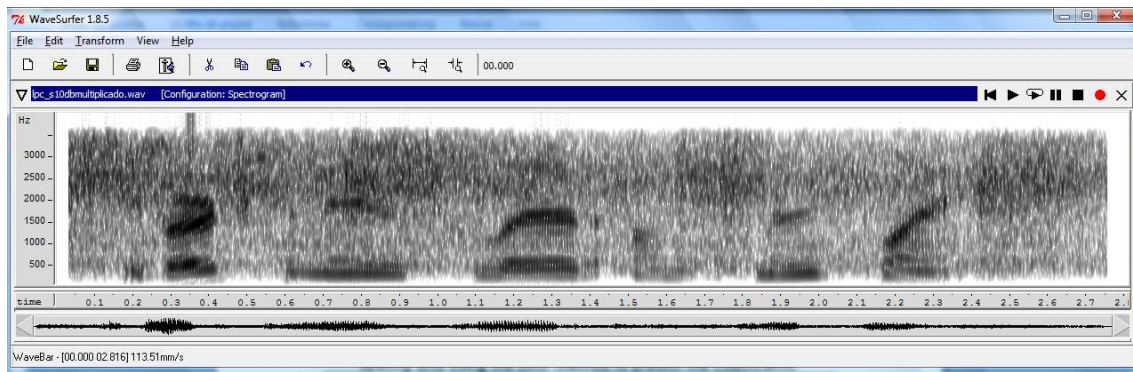 WaveSurfer 1.8.5
File Edit Transform View Help
00.000
lpc_s10dbmultiplicado.wav [Configuration: Spectrogram]
Hz
3000
2500
2000
1500
1000
500
time 0.1 0.2 0.3 0.4 0.5 0.6 0.7 0.8 0.9 1.0 1.1 1.2 1.3 1.4 1.5 1.6 1.7 1.8 1.9 2.0 2.1 2.2 2.3 2.4 2.5 2.6 2.7
WaveBar - [00.000 02.816] 113.51mm/s